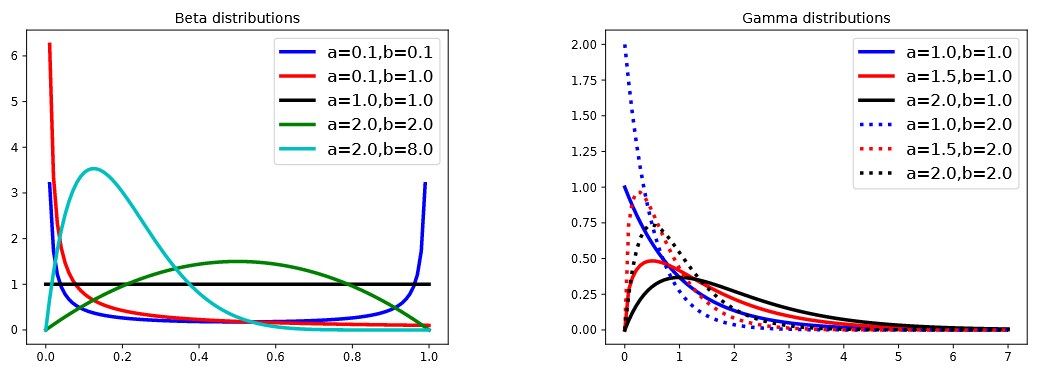 Beta distributions
6
5
4
3
2
1
0
0.0 0.2 0.4 0.6 0.8 1.0
a=0.1,b=0.1
a=0.1,b=1.0
a=1.0,b=1.0
a=2.0,b=2.0
a=2.0,b=8.0
Gamma distributions
2.00
1.75
1.50
1.25
1.00
0.75
0.50
0.25
0.00
0 1 2 3 4 5 6 7
a=1.0,b=1.0
a=1.5,b=1.0
a=2.0,b=1.0
a=1.0,b=2.0
a=1.5,b=2.0
a=2.0,b=2.0